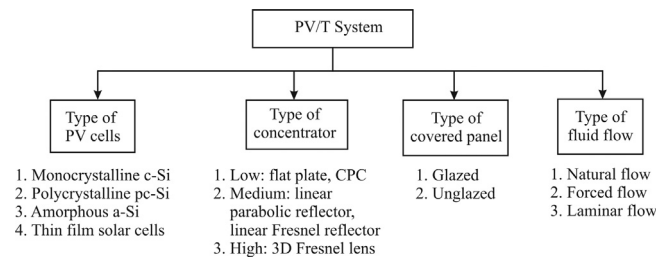 PV/T System
Type of
PV cells
1. Monocrystalline c-Si
2. Polycrystalline pc-Si
3. Amorphous a-Si
4. Thin film solar cells
Type of
concentrator
1. Low: flat plate, CPC
2. Medium: linear
parabolic reflector,
linear Fresnel reflector
3. High: 3D Fresnel lens
Type of
covered panel
1. Glazed
2. Unglazed
Type of
fluid flow
1. Natural flow
2. Forced flow
3. Laminar flow